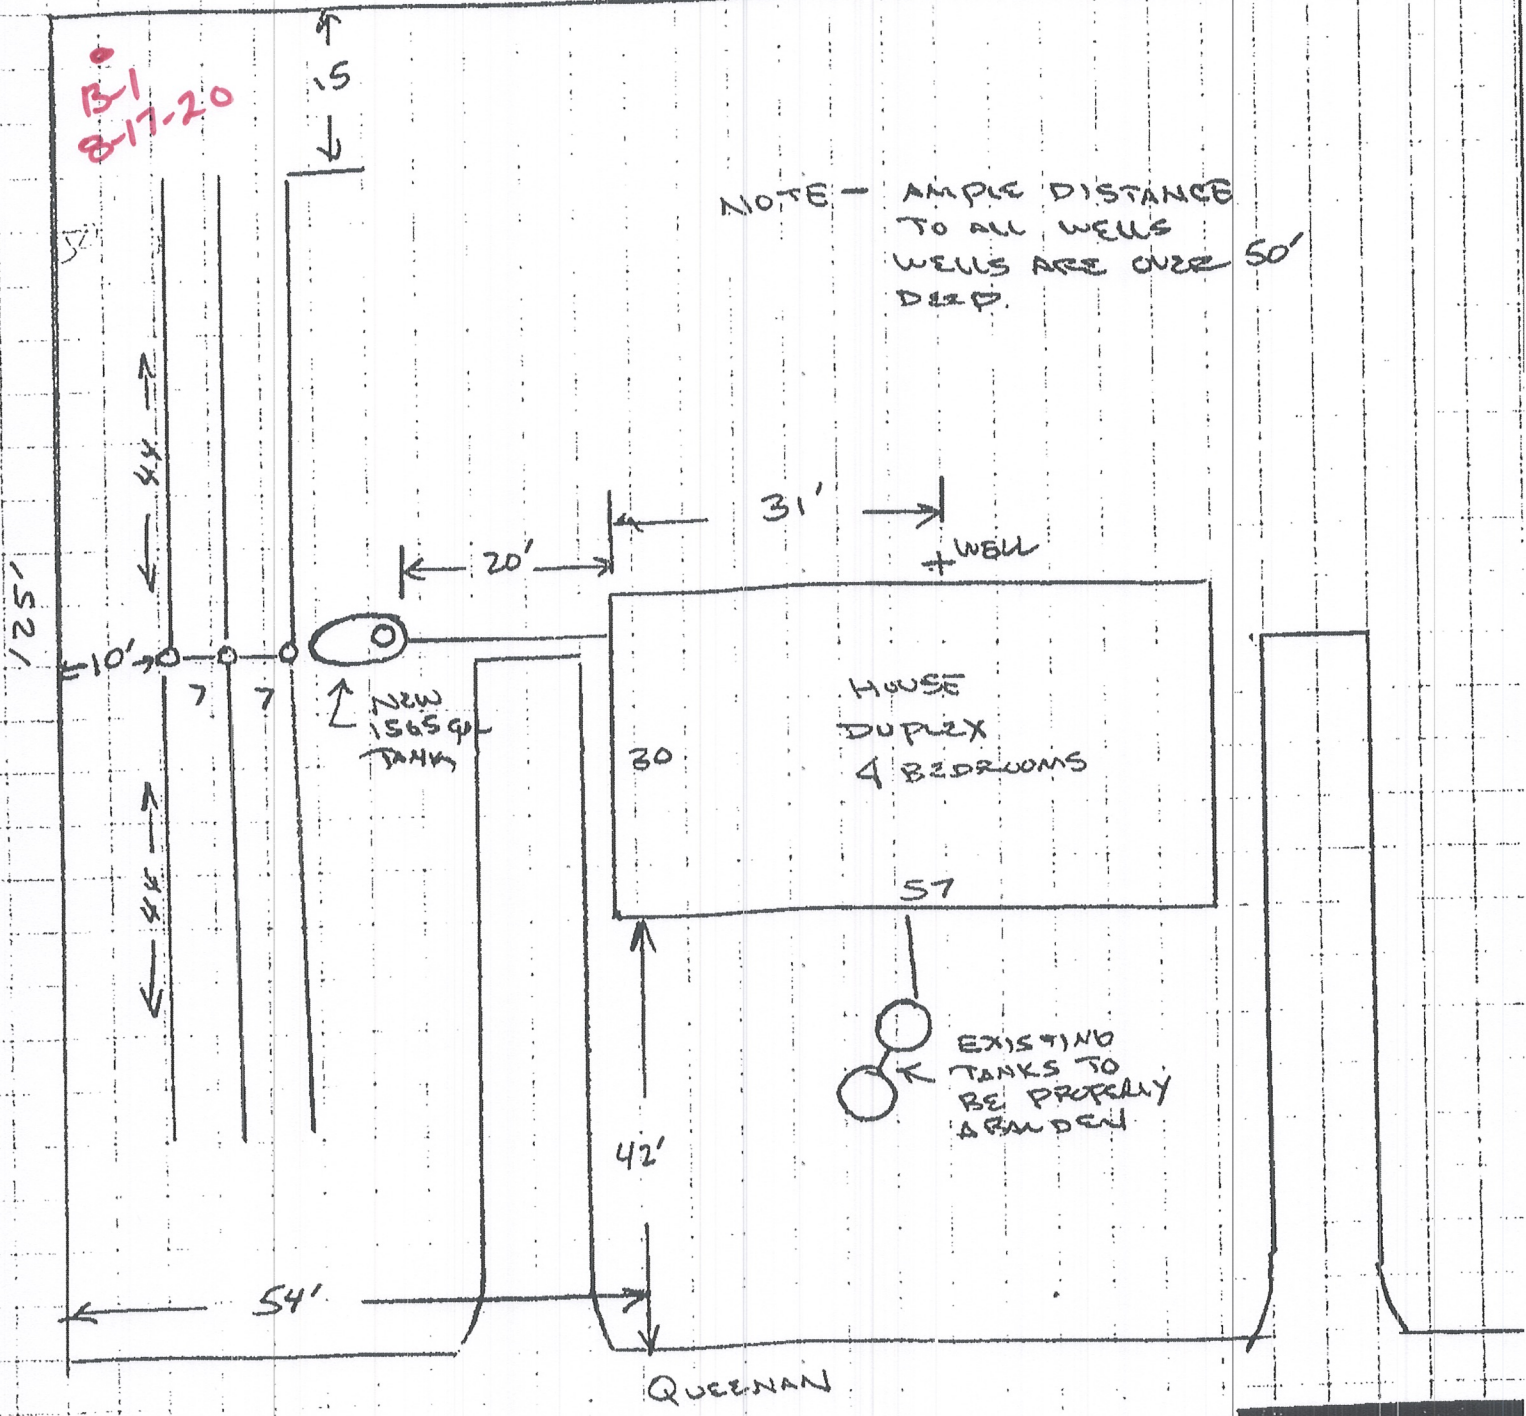 B-1
8-17-20
15
NOTE - AMPLE DISTANCE
TO ALL WELLS
WELLS ARE OVER 50'
DEEP.
44
31'
WELL
20'
125'
10'
7 7
NEW
1565 GAL
TANK
HOUSE
DUPLEX
4 BEDROOMS
30
57
44
EXISTING
TANKS TO
BE PROPERLY
ABANDEN
42'
54'
QUEENAN